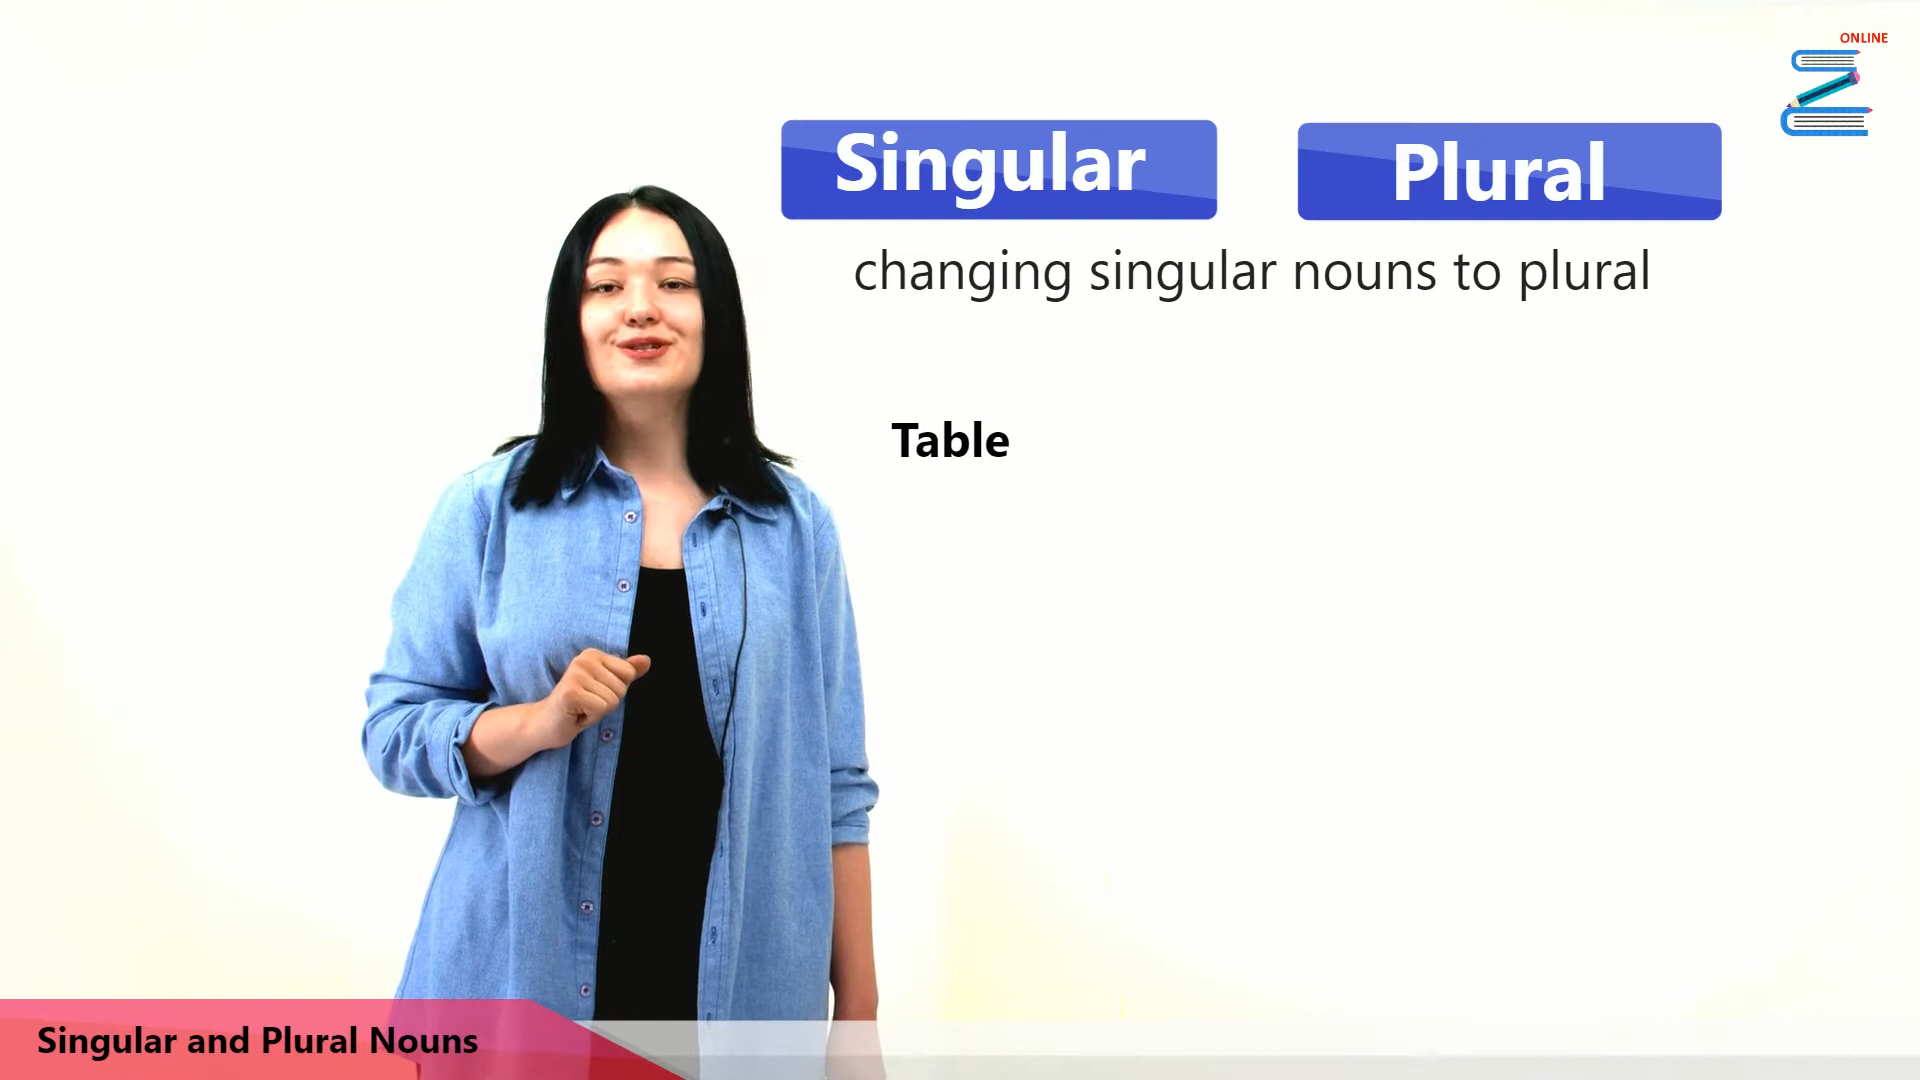 ONLINE
Singular
Plural
changing singular nouns to plural
Table
Singular and Plural Nouns